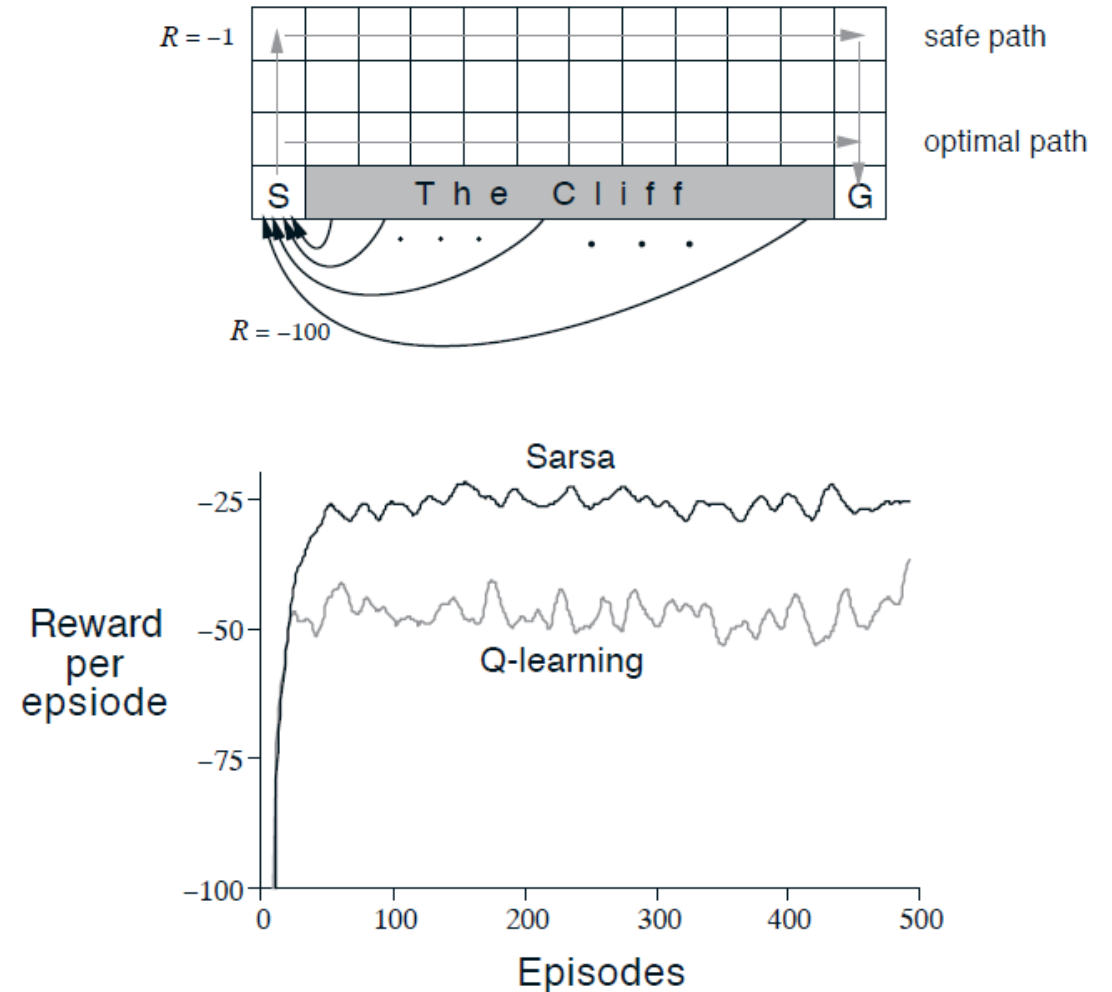 R = −1
safe path
optimal path
S
The Cliff
G
R = −100
Sarsa
−25
Reward
per
epsiode
−50
Q-learning
−75
−100
0 100 200 300 400 500
Episodes